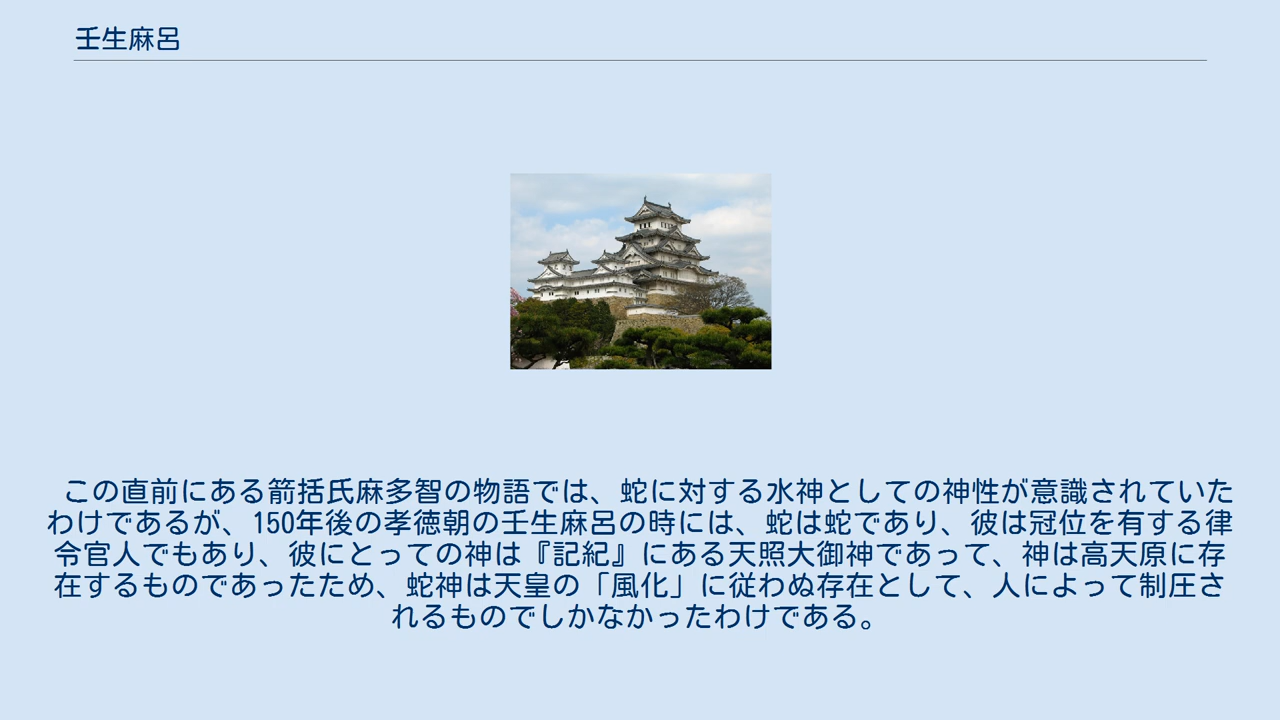 壬生麻呂
この直前にある箭括氏麻多智の物語では、蛇に対する水神としての神性が意識されていた
わけであるが、150年後の孝徳朝の壬生麻呂の時には、蛇は蛇であり、彼は冠位を有する律
令官人でもあり、彼にとっての神は『記紀』にある天照大御神であって、神は高天原に存
在するものであったため、蛇神は天皇の「風化」に従わぬ存在として、人によって制圧さ
れるものでしかなかったわけである。